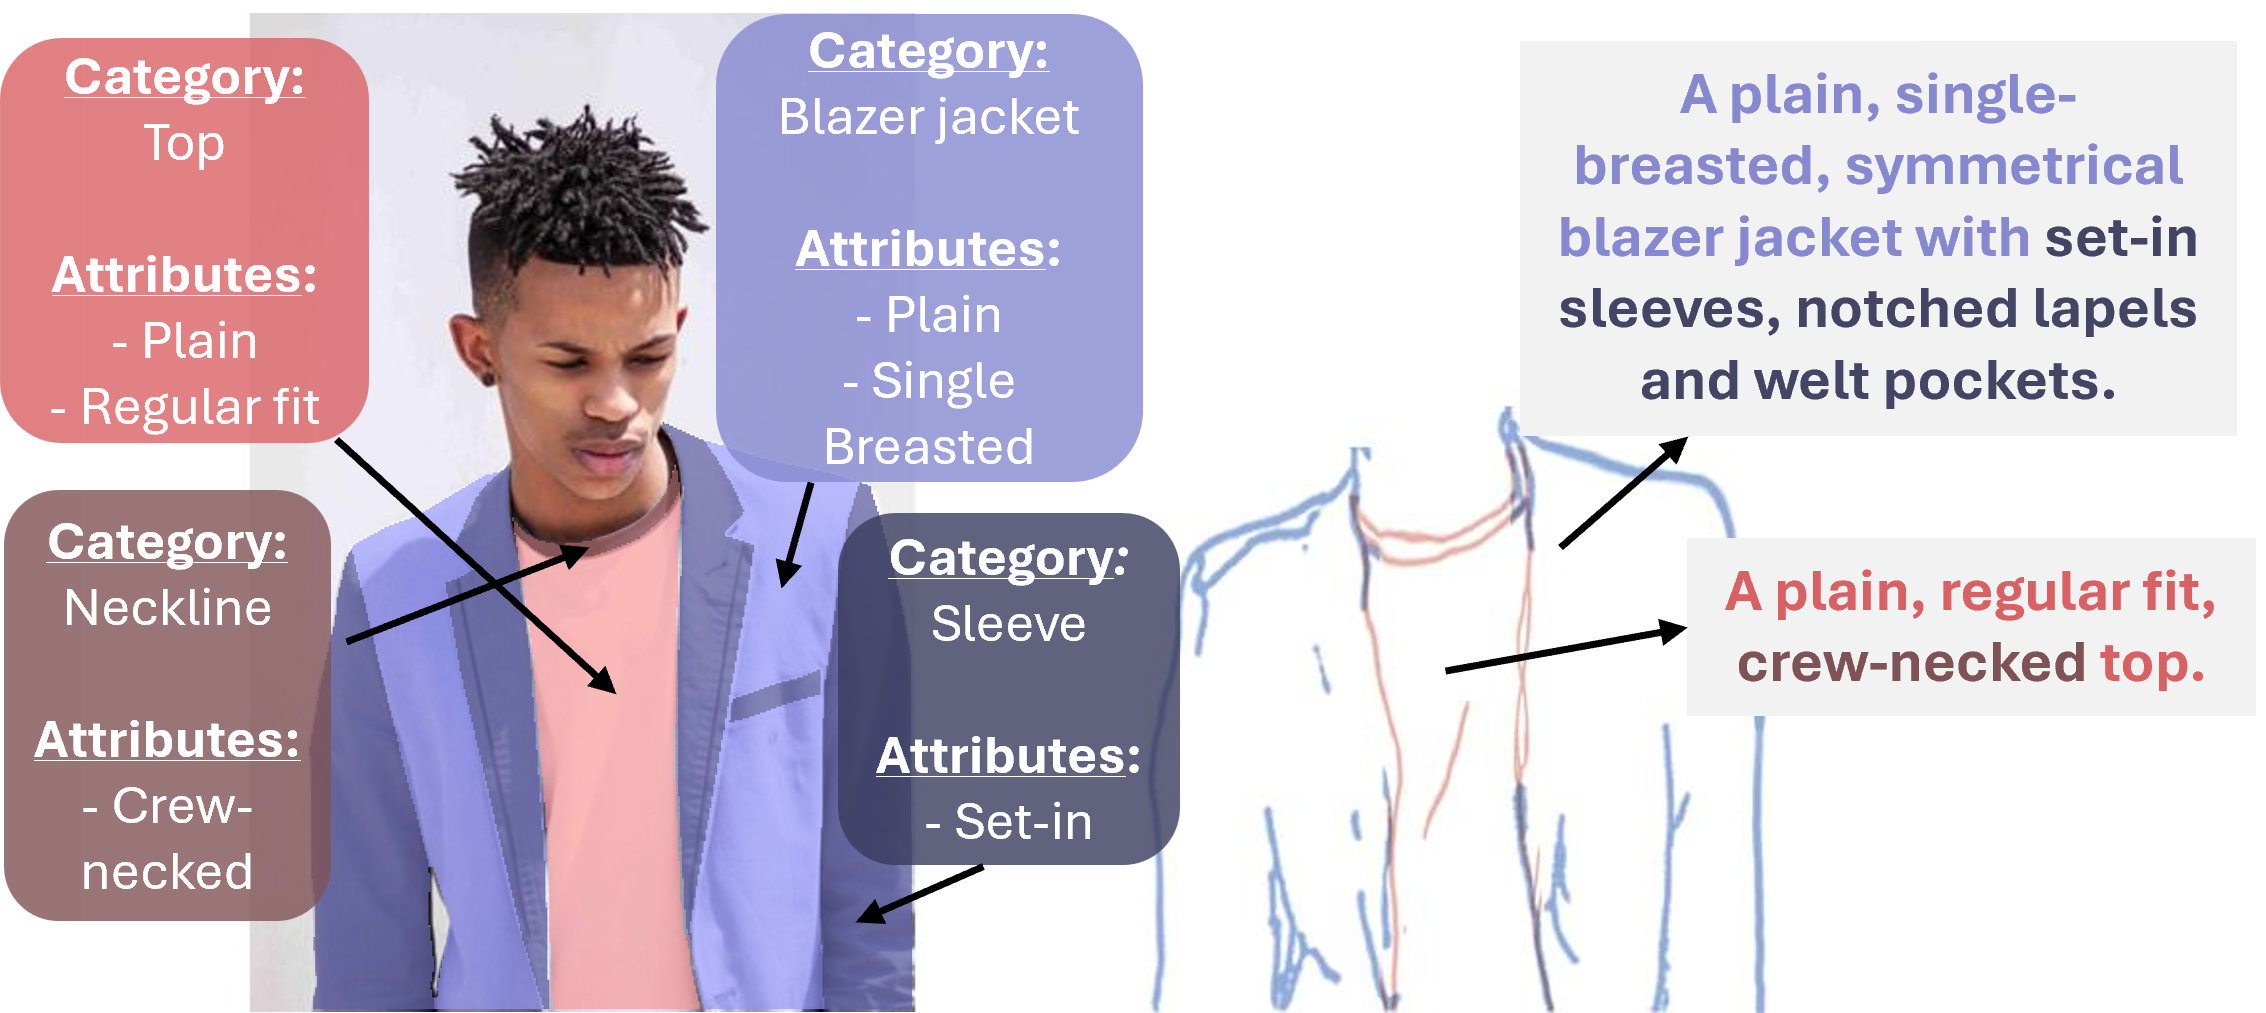 Category:
Top
Attributes:
- Plain
- Regular fit
Category:
Neckline
Attributes:
- Crew-
necked
Category:
Blazer jacket
Attributes:
- Plain
- Single
Breasted
Category:
Sleeve
Attributes:
- Set-in
A plain, single-
breasted, symmetrical
blazer jacket with set-in
sleeves, notched lapels
and welt pockets.
A plain, regular fit,
crew-necked top.